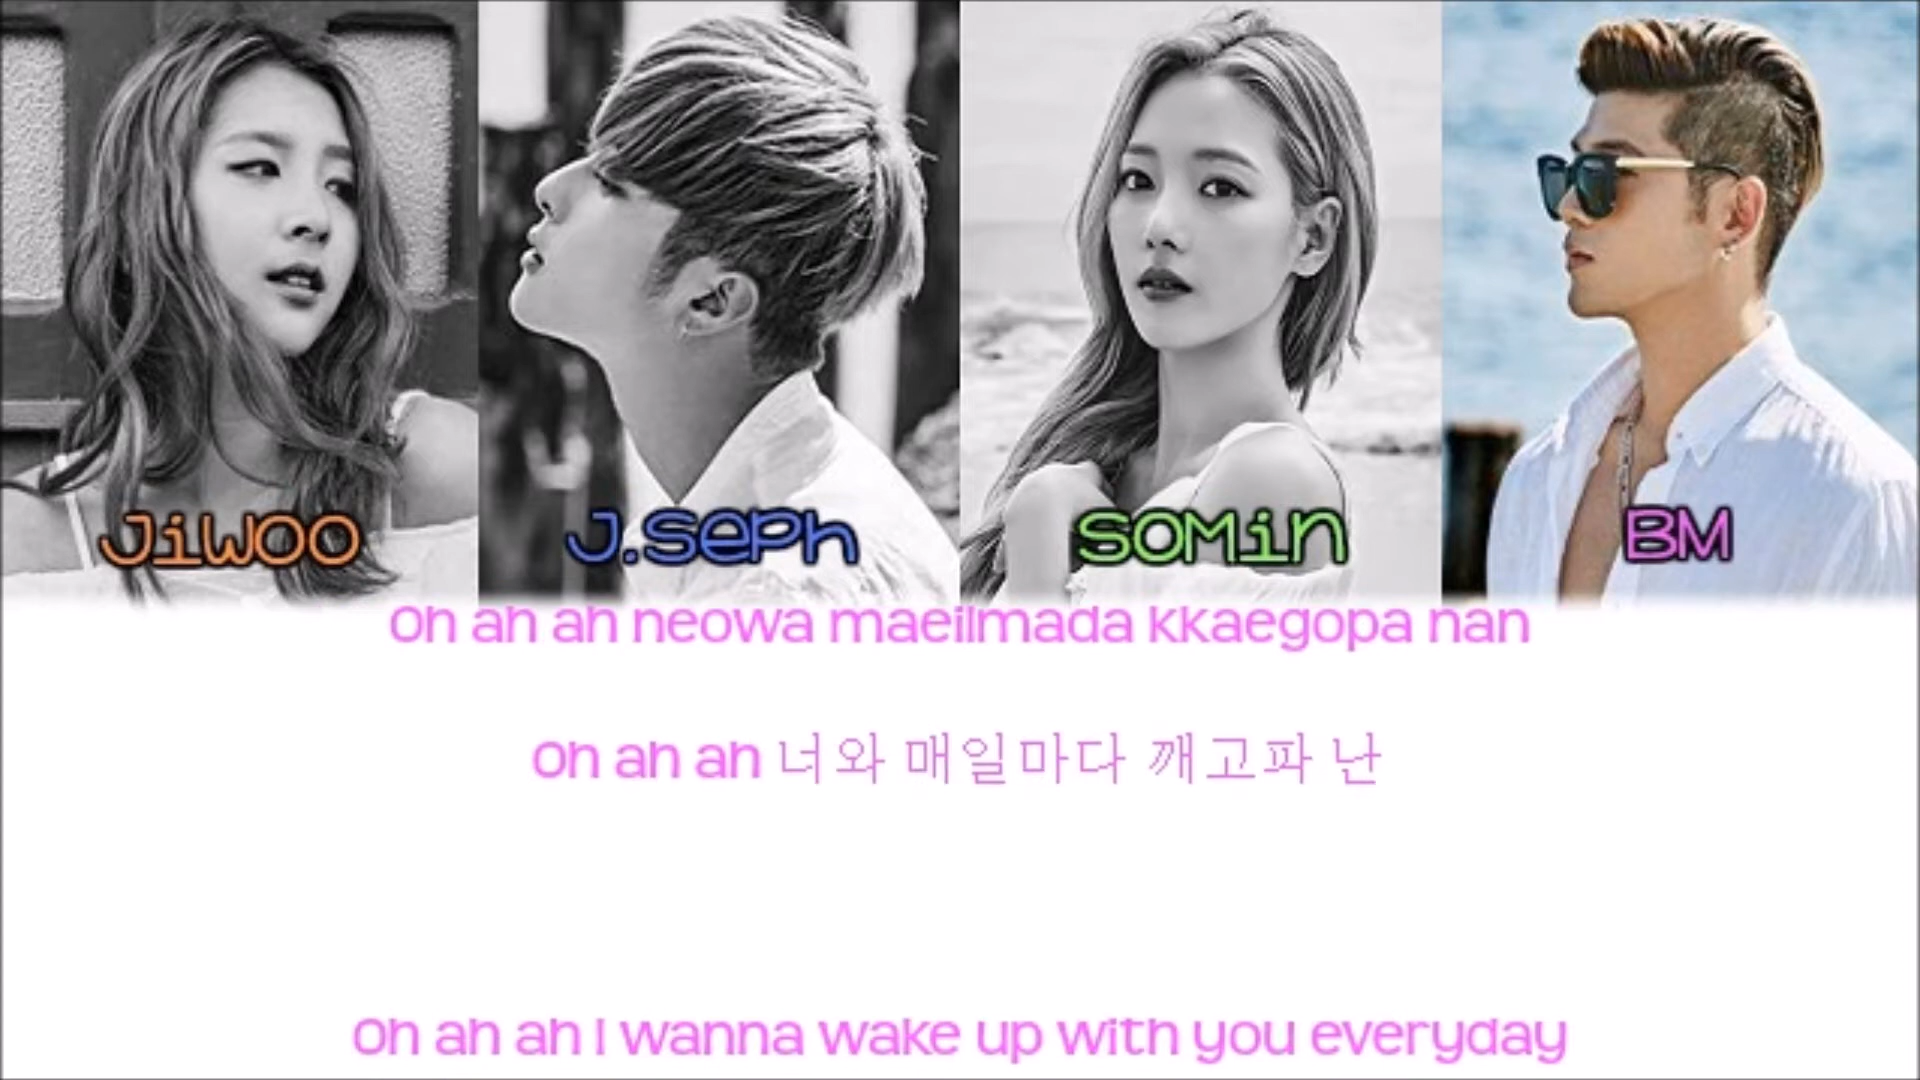 JiWOO
J.SePh
SOMiN
BM
Oh ah ah neowa maeilmada kkaegopa nan
Oh ah ah 너와 매일마다 깨고파 난
Oh ah ah I wanna wake up with you everyday